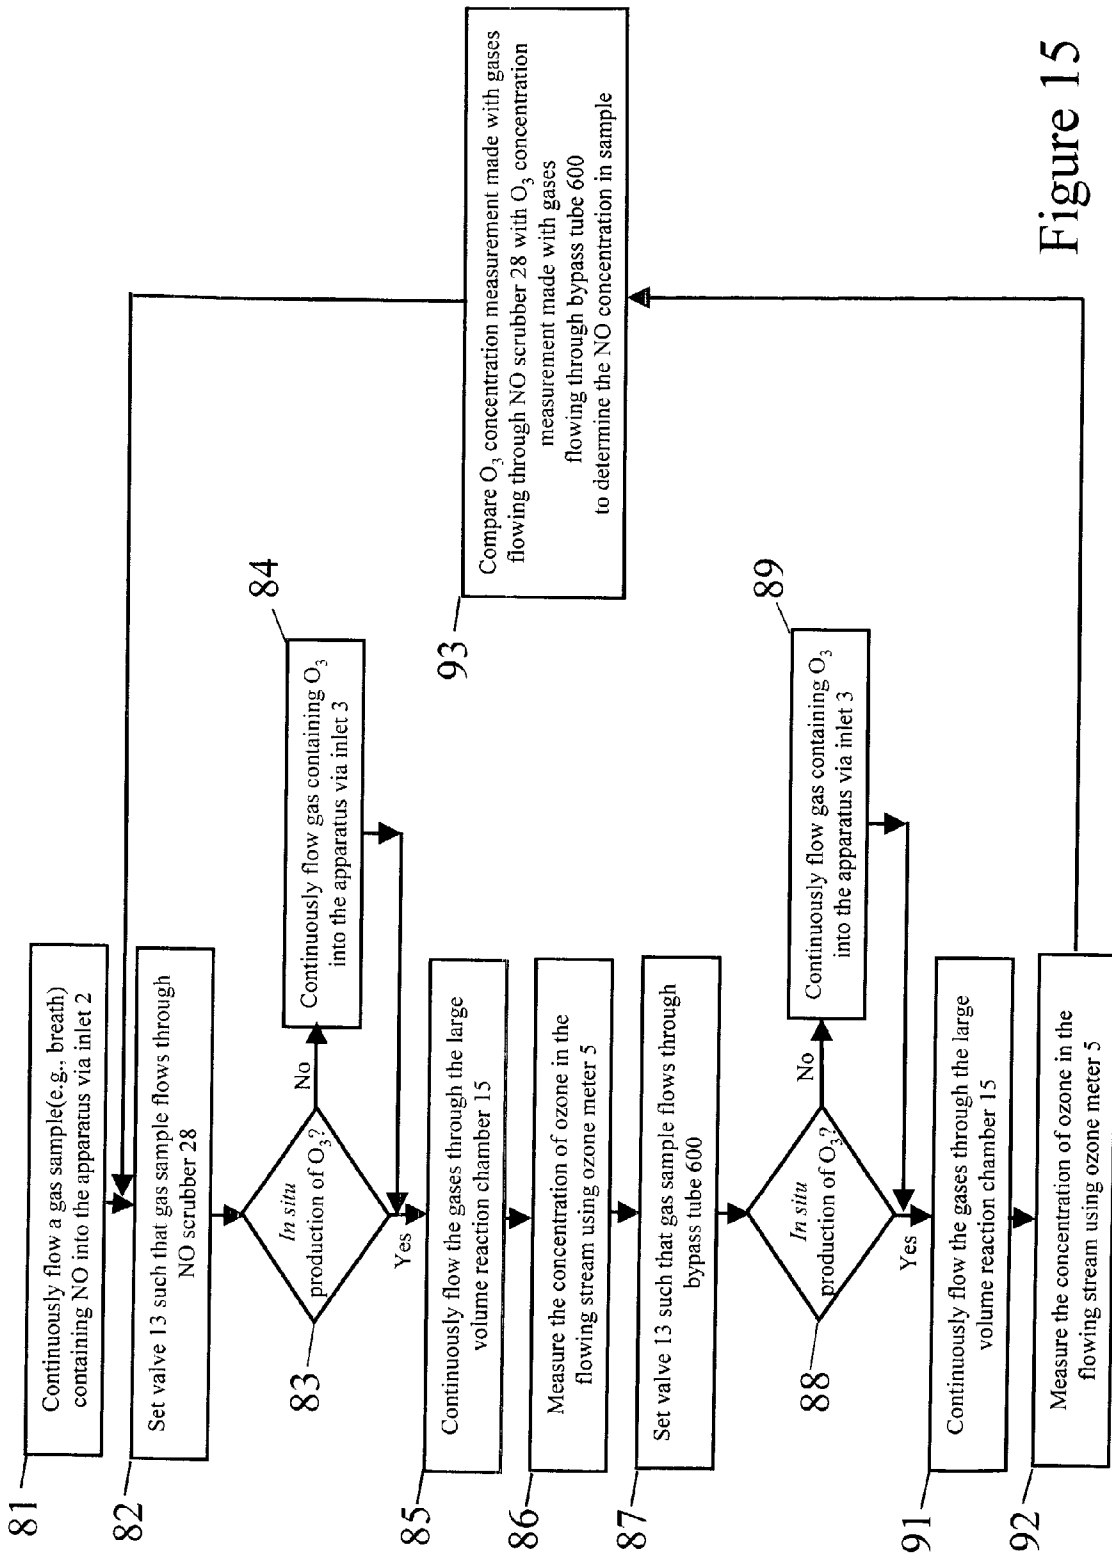 81
Continuously flow a gas sample(e.g., breath)
containing NO into the apparatus via inlet 2
82
Set valve 13 such that gas sample flows through
NO scrubber 28
83
In situ
production of O₃?
No
Yes
84
Continuously flow gas containing O₃
into the apparatus via inlet 3
85
Continuously flow the gases through the large
volume reaction chamber 15
86
Measure the concentration of ozone in the
flowing stream using ozone meter 5
87
Set valve 13 such that gas sample flows through
bypass tube 600
88
In situ
production of O₃?
No
Yes
89
Continuously flow gas containing O₃
into the apparatus via inlet 3
91
Continuously flow the gases through the large
volume reaction chamber 15
92
Measure the concentration of ozone in the
flowing stream using ozone meter 5
93
Compare O₃ concentration measurement made with gases
flowing through NO scrubber 28 with O₃ concentration
measurement made with gases
flowing through bypass tube 600
to determine the NO concentration in sample
Figure 15